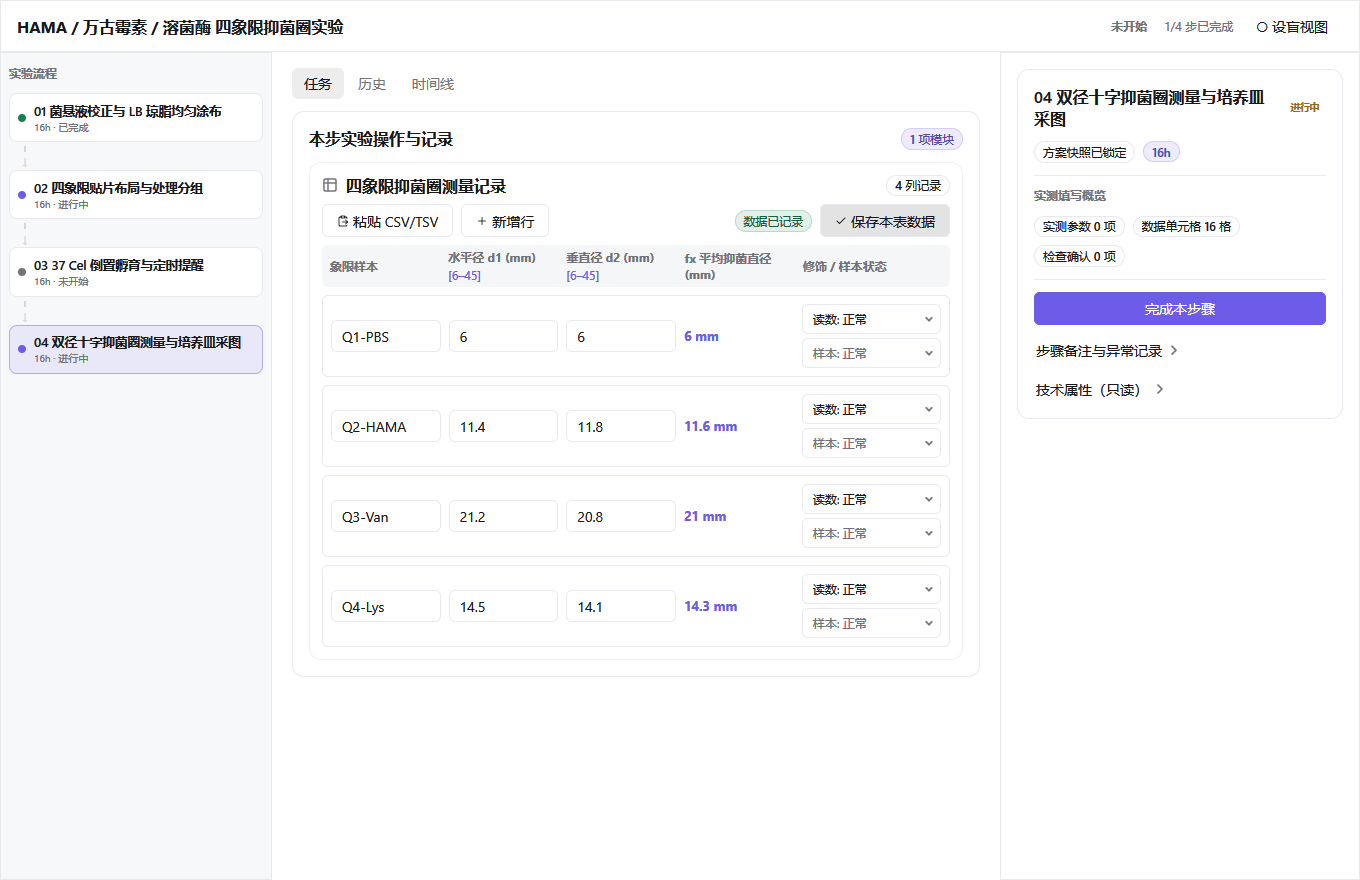 HAMA / 万古霉素 / 溶菌酶 四象限抑菌圈实验
未开始 1/4 步已完成 设盲视图
实验流程
01 菌悬液校正与 LB 琼脂均匀涂布
16h · 已完成
02 四象限贴片布局与处理分组
16h · 进行中
03 37 Cel 倒置孵育与定时提醒
16h · 未开始
04 双径十字抑菌圈测量与培养皿采图
16h · 进行中
任务 历史 时间线
本步实验操作与记录
1 项模块
四象限抑菌圈测量记录
4 列记录
粘贴 CSV/TSV
+ 新增行
数据已记录
保存本表数据
象限样本
水平径 d1 (mm)
[6–45]
垂直径 d2 (mm)
[6–45]
fx 平均抑菌直径
(mm)
修饰 / 样本状态
Q1-PBS 6 6 6 mm
读数: 正常
样本: 正常
Q2-HAMA 11.4 11.8 11.6 mm
读数: 正常
样本: 正常
Q3-Van 21.2 20.8 21 mm
读数: 正常
样本: 正常
Q4-Lys 14.5 14.1 14.3 mm
读数: 正常
样本: 正常
04 双径十字抑菌圈测量与培养皿
采图
进行中
方案快照已锁定 16h
实测填写概览
实测参数 0 项 数据单元格 16 格
检查确认 0 项
完成本步骤
步骤备注与异常记录
技术属性（只读）